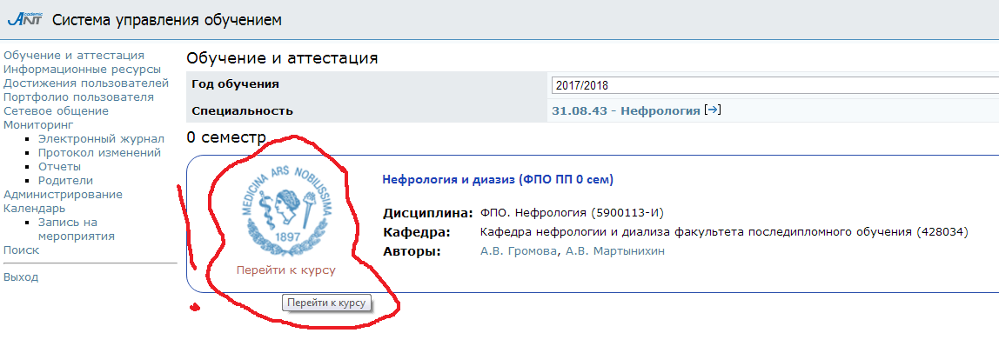 Academic ANT Система управления обучением
Обучение и аттестация
Информационные ресурсы
Достижения пользователей
Портфолио пользователя
Сетевое общение
Мониторинг
Электронный журнал
Протокол изменений
Отчеты
Родители
Администрирование
Календарь
Запись на
мероприятия
Поиск
Выход
Обучение и аттестация
Год обучения 2017/2018
Специальность 31.08.43 - Нефрология [→]
0 семестр
MEDICINA ARS NOBILISSIMA
1897
Перейти к курсу
Перейти к курсу
Нефрология и диазиз (ФПО ПП 0 сем)
Дисциплина: ФПО. Нефрология (5900113-И)
Кафедра: Кафедра нефрологии и диализа факультета последипломного обучения (428034)
Авторы: А.В. Громова, А.В. Мартынихин